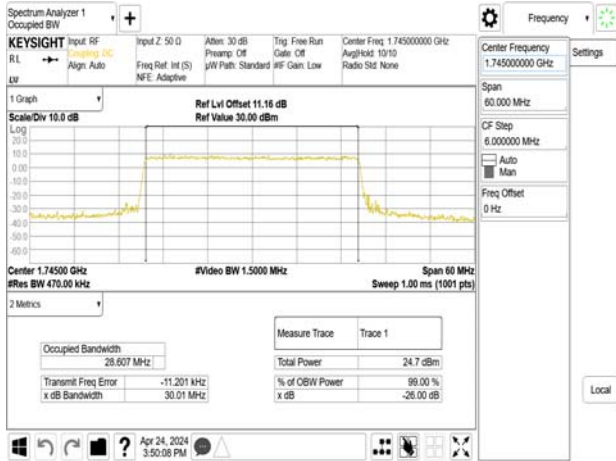 Spectrum Analyzer 1
Occupied BW
Frequency
KEYSIGHT
Input: RF
Coupling: DC
Align: Auto
Input Z: 50 Ω
Freq Ref: Int (S)
NFE: Adaptive
Atten: 30 dB
Preamp: Off
µW Path: Standard
Trig: Free Run
Gate: Off
#IF Gain: Low
Center Freq: 1.745000000 GHz
Avg|Hold: 10/10
Radio Std: None
RL
Center Frequency
1.745000000 GHz
Settings
Span
60.000 MHz
CF Step
6.000000 MHz
Auto
Man
Freq Offset
0 Hz
Local
1 Graph
Scale/Div 10.0 dB
Ref Lvl Offset 11.16 dB
Ref Value 30.00 dBm
Log
20.0
10.0
0.00
-10.0
-20.0
-30.0
-40.0
-50.0
-60.0
Center 1.74500 GHz
#Res BW 470.00 kHz
#Video BW 1.5000 MHz
Span 60 MHz
Sweep 1.00 ms (1001 pts)
2 Metrics
Measure Trace Trace 1
Occupied Bandwidth
28.607 MHz
Total Power 24.7 dBm
Transmit Freq Error -11.201 kHz
% of OBW Power 99.00 %
x dB Bandwidth 30.01 MHz
x dB -26.00 dB
Apr 24, 2024
3:50:08 PM